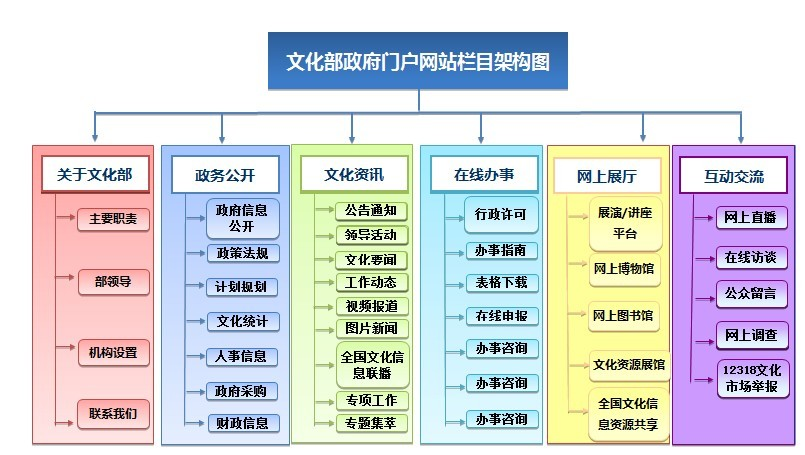 文化部政府门户网站栏目架构图
关于文化部
主要职责
部领导
机构设置
联系我们
政务公开
政府信息
公开
政策法规
计划规划
文化统计
人事信息
政府采购
财政信息
文化资讯
公告通知
领导活动
文化要闻
工作动态
视频报道
图片新闻
全国文化信
息联播
专项工作
专题集萃
在线办事
行政许可
办事指南
表格下载
在线申报
办事咨询
办事咨询
办事咨询
网上展厅
展演/讲座
平台
网上博物馆
网上图书馆
文化资源展馆
全国文化信
息资源共享
互动交流
网上直播
在线访谈
公众留言
网上调查
12318文化
市场举报